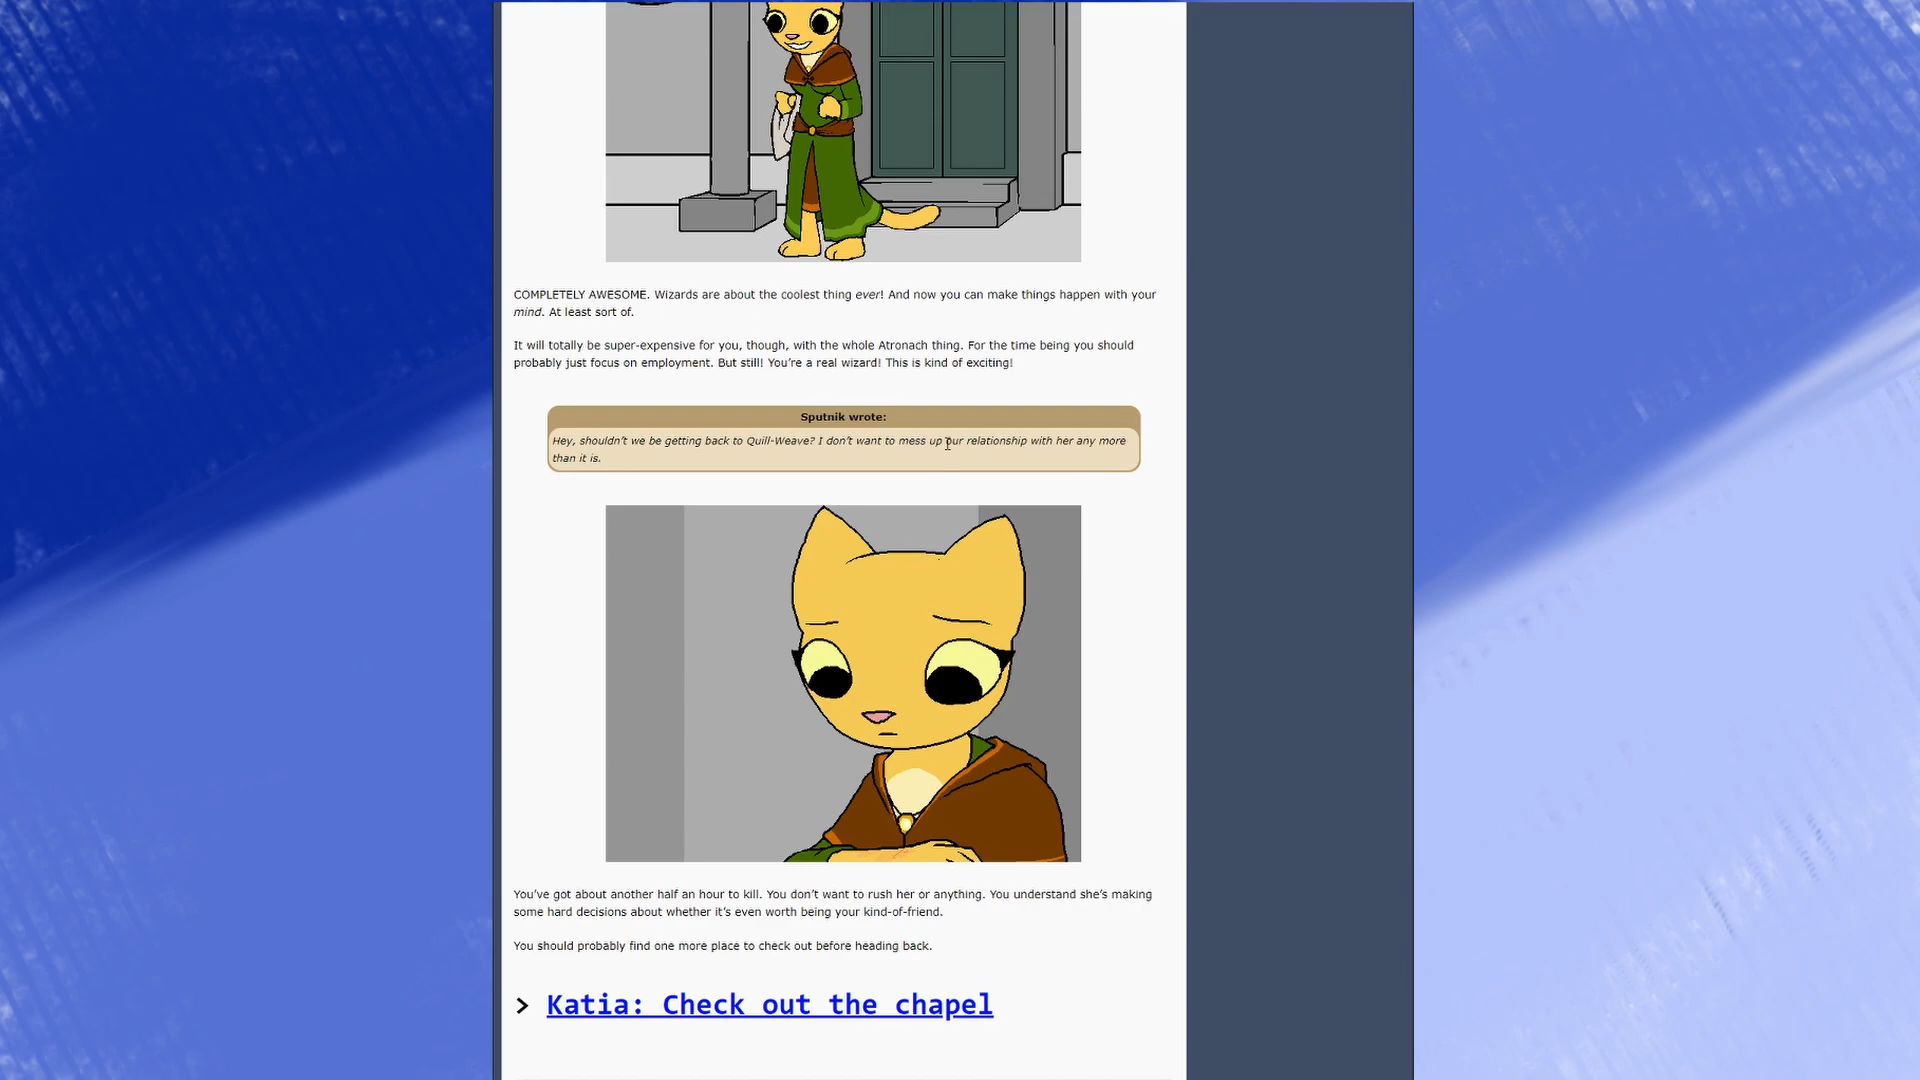 COMPLETELY AWESOME. Wizards are about the coolest thing ever! And now you can make things happen with your
mind. At least sort of.
It will totally be super-expensive for you, though, with the whole Atronach thing. For the time being you should
probably just focus on employment. But still! You're a real wizard! This is kind of exciting!
Sputnik wrote:
Hey, shouldn't we be getting back to Quill-Weave? I don't want to mess up our relationship with her any more
than it is.
You've got about another half an hour to kill. You don't want to rush her or anything. You understand she's making
some hard decisions about whether it's even worth being your kind-of-friend.
You should probably find one more place to check out before heading back.
> Katia: Check out the chapel